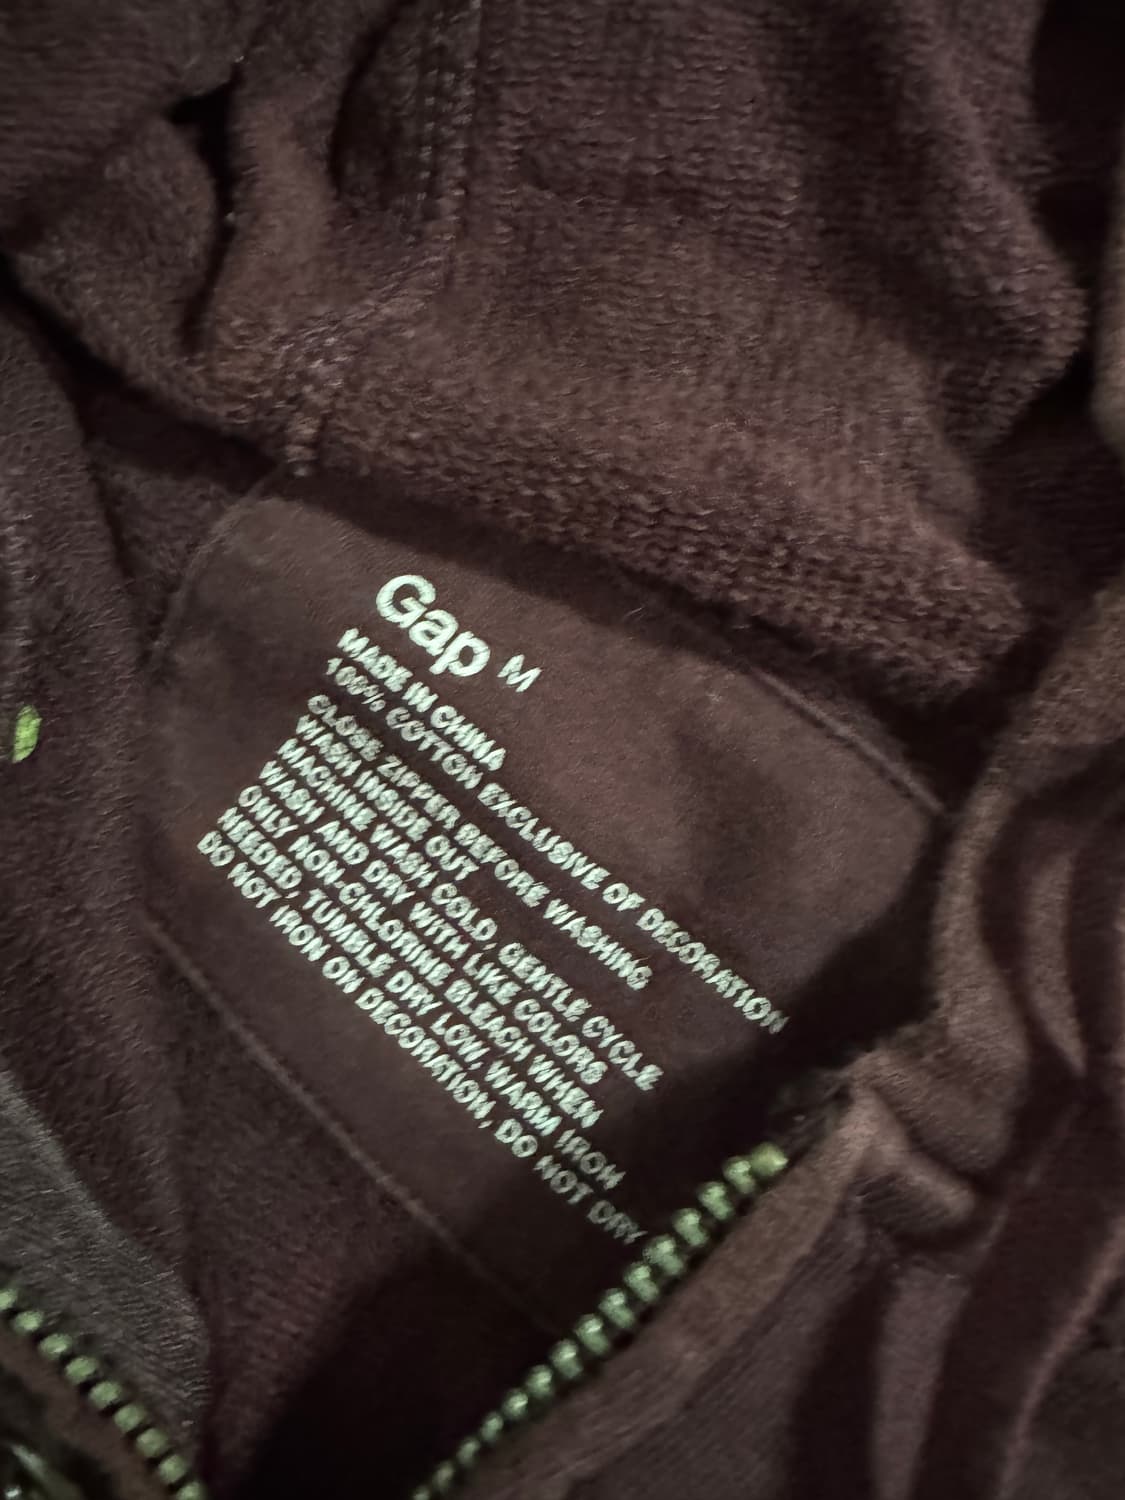 Gap M
MADE IN CHINA
100% COTTON EXCLUSIVE OF DECORATION
CLOSE ZIPPER BEFORE WASHING
WASH INSIDE OUT
MACHINE WASH COLD, GENTLE CYCLE
WASH AND DRY WITH LIKE COLORS
ONLY NON-CHLORINE BLEACH WHEN
NEEDED, TUMBLE DRY LOW, WARM IRON
DO NOT IRON ON DECORATION, DO NOT DRY